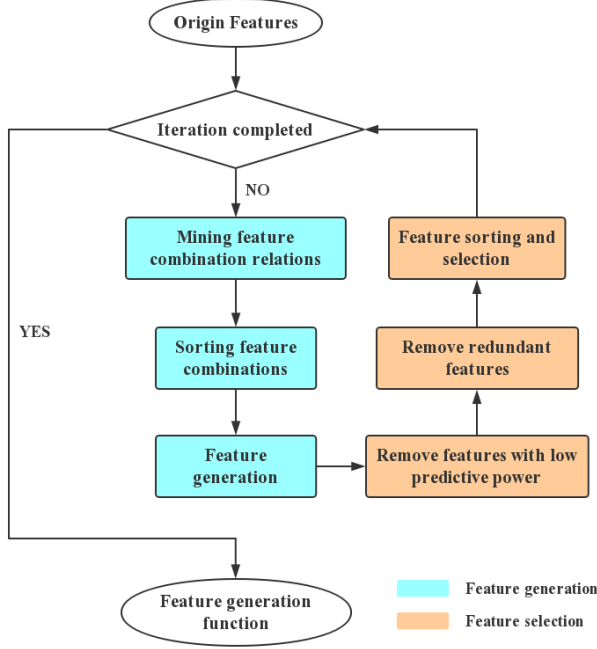 Origin Features
Iteration completed
NO
YES
Mining feature
combination relations
Sorting feature
combinations
Feature
generation
Remove features with low
predictive power
Remove redundant
features
Feature sorting and
selection
Feature generation
function
Feature generation
Feature selection